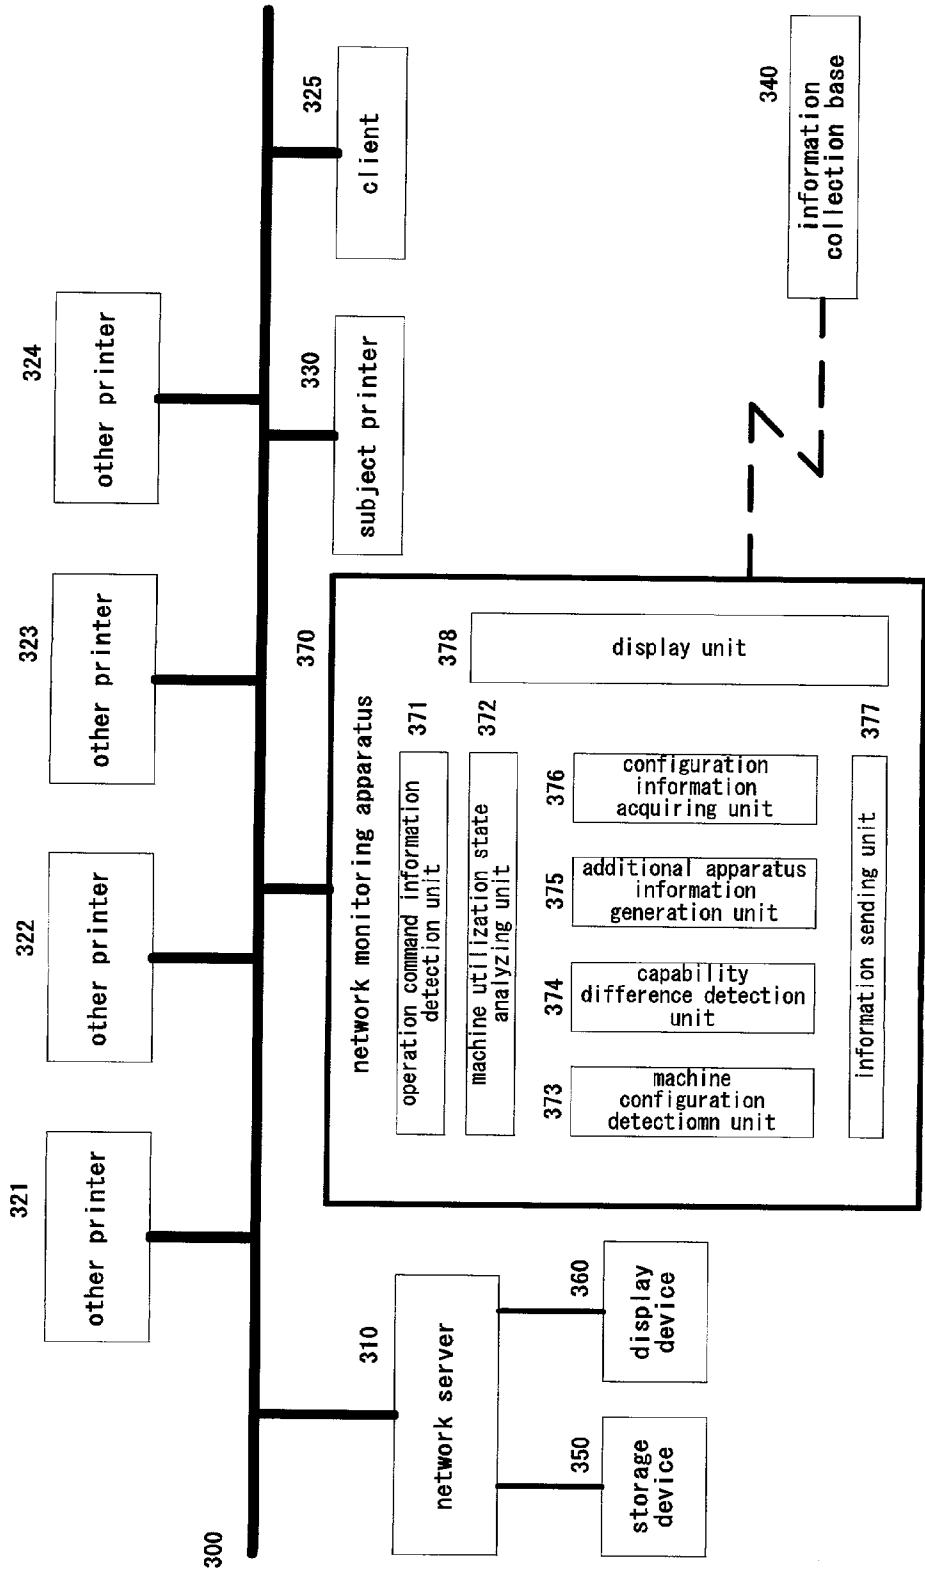 321
other printer
322
other printer
323
other printer
324
other printer
300
310
network server
350
storage
device
360
display
device
370
network monitoring apparatus
371
operation command information
detection unit
372
machine utilization state
analyzing unit
373
machine
configuration
detectiomn unit
374
capability
difference detection
unit
375
additional apparatus
information
generation unit
376
configuration
information
acquiring unit
377
information sending unit
378
display unit
330
subject printer
325
client
340
information
collection base